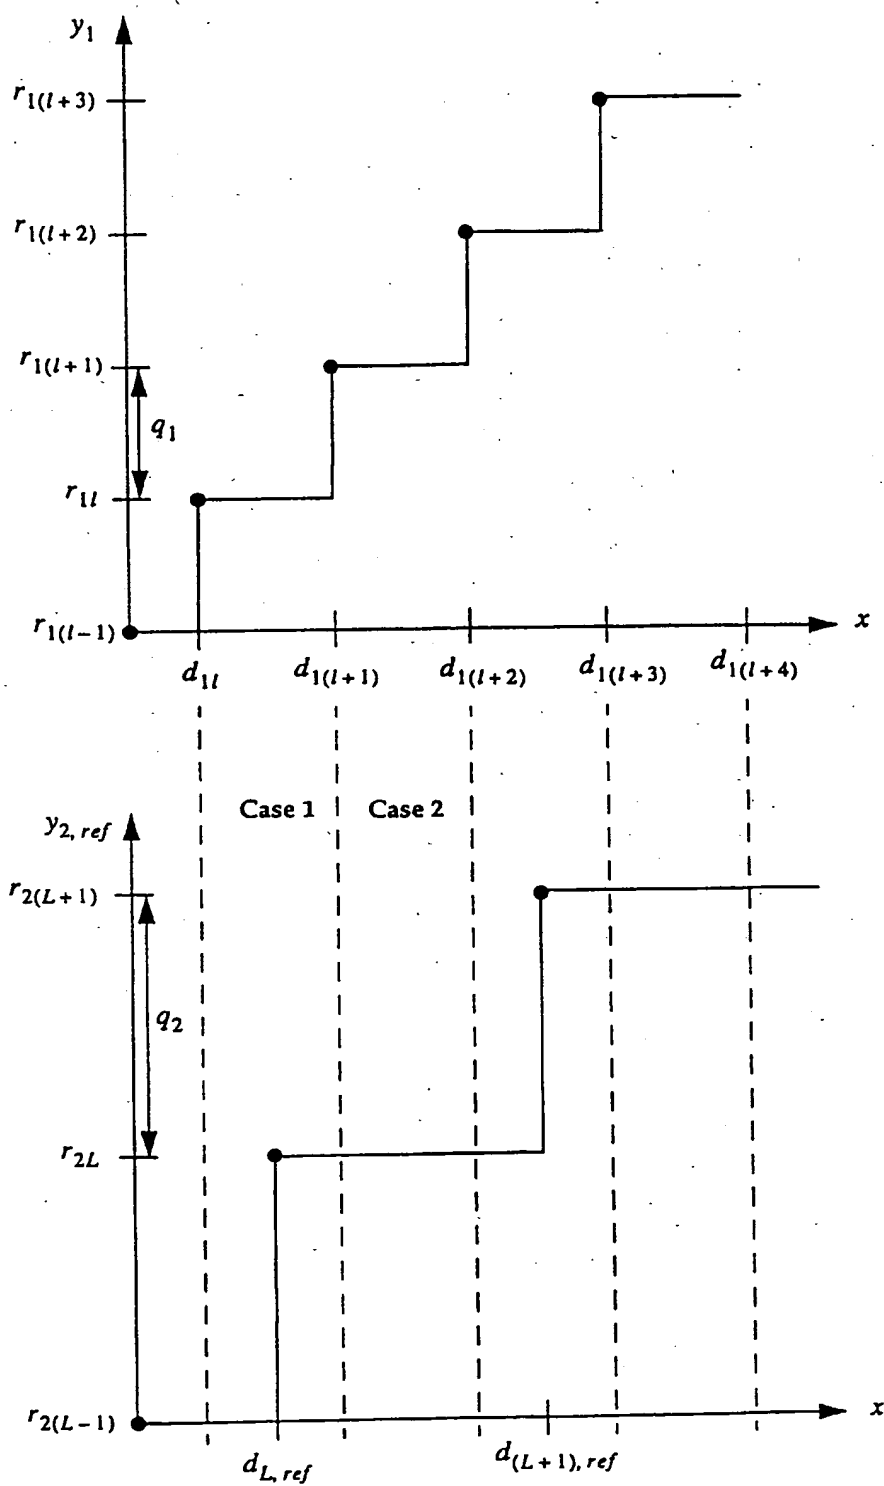 y1
r1(l+3)
r1(l+2)
r1(l+1)
q1
r1l
r1(l−1)
x
d1l d1(l+1) d1(l+2) d1(l+3) d1(l+4)
Case 1 Case 2
y2, ref
r2(L+1)
q2
r2L
r2(L−1)
x
dL, ref d(L+1), ref